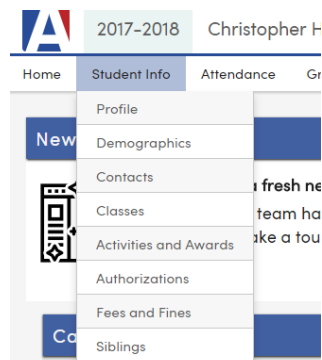 2017-2018 Christopher H
Home Student Info Attendance Gr
Profile
New
Demographics
Contacts
a fresh ne
Classes
team ha
Activities and Awards
ake a tou
Authorizations
Fees and Fines
Ca
Siblings